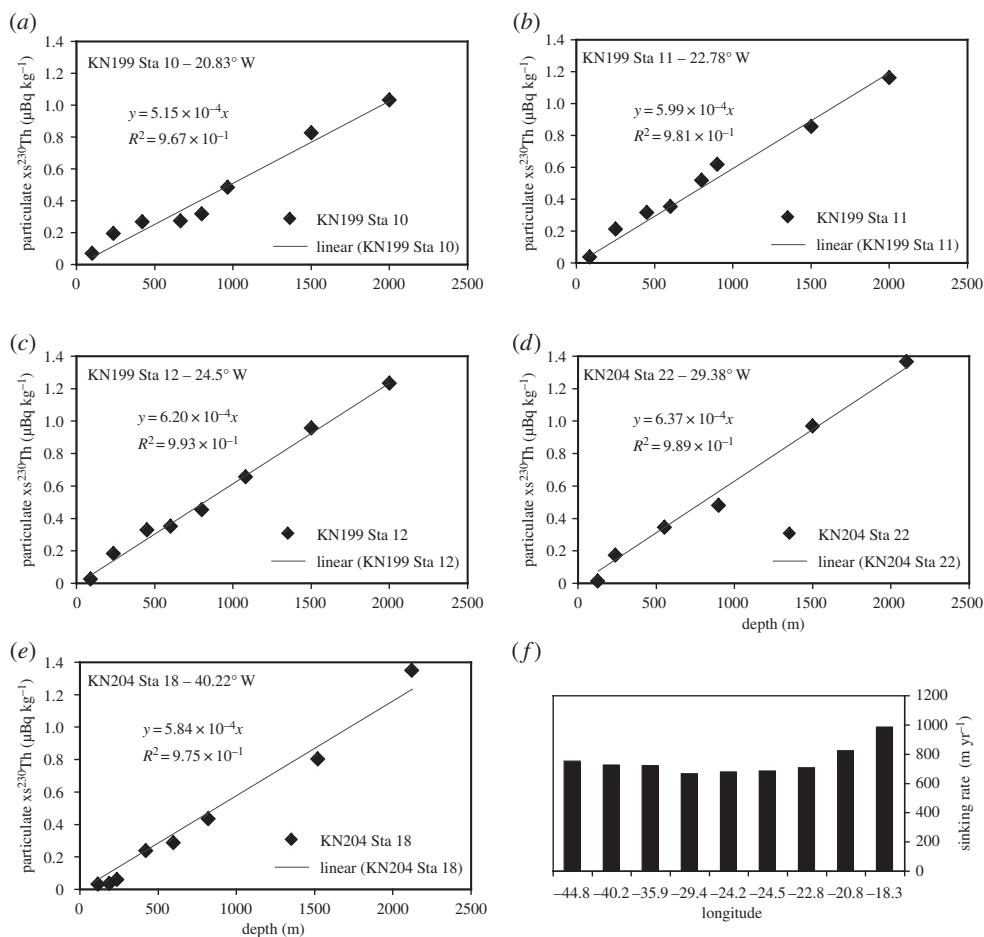 (a)
KN199 Sta 10 – 20.83° W
y = 5.15 × 10⁻⁴x
R² = 9.67 × 10⁻¹
KN199 Sta 10
linear (KN199 Sta 10)
particulate xs²³⁰Th (µBq kg⁻¹)
1.4
1.2
1.0
0.8
0.6
0.4
0.2
0
0 500 1000 1500 2000 2500
(b)
KN199 Sta 11 – 22.78° W
y = 5.99 × 10⁻⁴x
R² = 9.81 × 10⁻¹
KN199 Sta 11
linear (KN199 Sta 11)
particulate xs²³⁰Th (µBq kg⁻¹)
1.4
1.2
1.0
0.8
0.6
0.4
0.2
0
0 500 1000 1500 2000 2500
(c)
KN199 Sta 12 – 24.5° W
y = 6.20 × 10⁻⁴x
R² = 9.93 × 10⁻¹
KN199 Sta 12
linear (KN199 Sta 12)
particulate xs²³⁰Th (µBq kg⁻¹)
1.4
1.2
1.0
0.8
0.6
0.4
0.2
0
0 500 1000 1500 2000 2500
(d)
KN204 Sta 22 – 29.38° W
y = 6.37 × 10⁻⁴x
R² = 9.89 × 10⁻¹
KN204 Sta 22
linear (KN204 Sta 22)
particulate xs²³⁰Th (µBq kg⁻¹)
1.4
1.2
1.0
0.8
0.6
0.4
0.2
0
0 500 1000 1500 2000 2500
depth (m)
(e)
KN204 Sta 18 – 40.22° W
y = 5.84 × 10⁻⁴x
R² = 9.75 × 10⁻¹
KN204 Sta 18
linear (KN204 Sta 18)
particulate xs²³⁰Th (µBq kg⁻¹)
1.4
1.2
1.0
0.8
0.6
0.4
0.2
0
0 500 1000 1500 2000 2500
depth (m)
(f)
1200
1000
800
600
400
200
0
sinking rate (m yr⁻¹)
–44.8 –40.2 –35.9 –29.4 –24.2 –24.5 –22.8 –20.8 –18.3
longitude